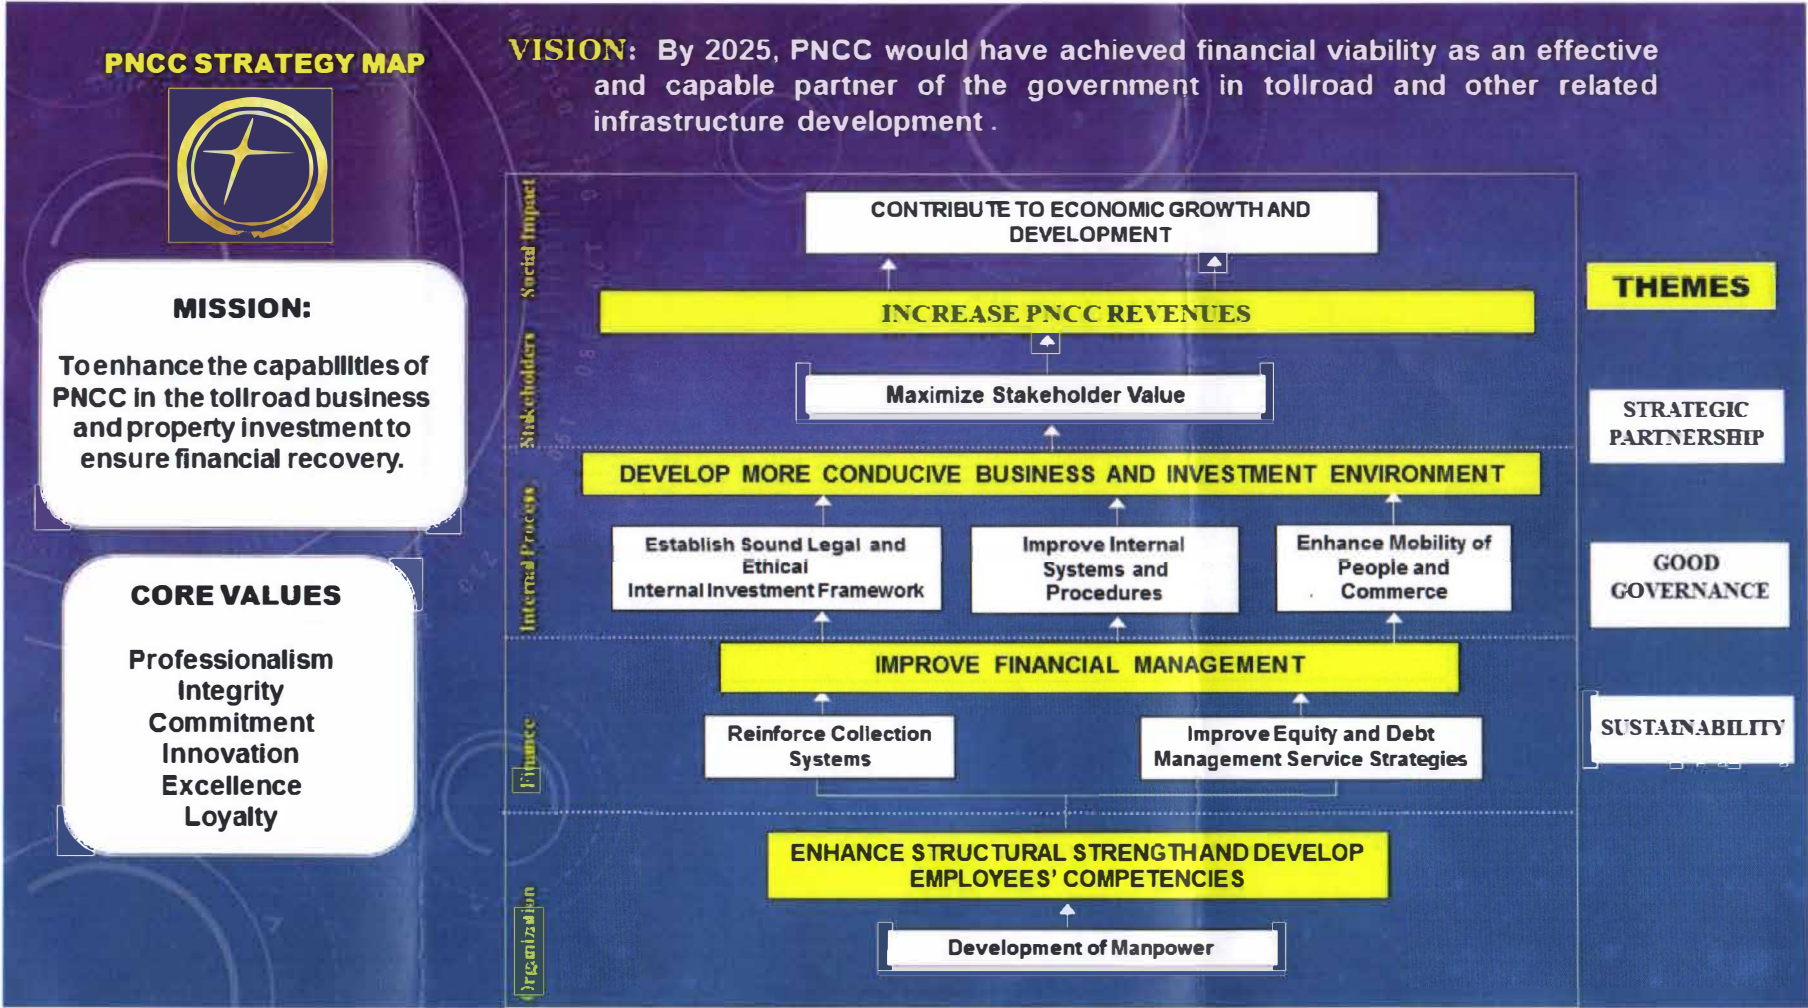 PNCC STRATEGY MAP
VISION: By 2025, PNCC would have achieved financial viability as an effective
and capable partner of the government in tollroad and other related
infrastructure development .
MISSION:
To enhance the capabilities of
PNCC in the tollroad business
and property investment to
ensure financial recovery.
CORE VALUES
Professionalism
Integrity
Commitment
Innovation
Excellence
Loyalty
Social Impact
CONTRIBUTE TO ECONOMIC GROWTH AND
DEVELOPMENT
Stakeholders
INCREASE PNCC REVENUES
Maximize Stakeholder Value
Internal Process
DEVELOP MORE CONDUCIVE BUSINESS AND INVESTMENT ENVIRONMENT
Establish Sound Legal and
Ethical
Internal Investment Framework
Improve Internal
Systems and
Procedures
Enhance Mobility of
People and
Commerce
Finance
IMPROVE FINANCIAL MANAGEMENT
Reinforce Collection
Systems
Improve Equity and Debt
Management Service Strategies
Organization
ENHANCE STRUCTURAL STRENGTH AND DEVELOP
EMPLOYEES' COMPETENCIES
Development of Manpower
THEMES
STRATEGIC
PARTNERSHIP
GOOD
GOVERNANCE
SUSTAINABILITY